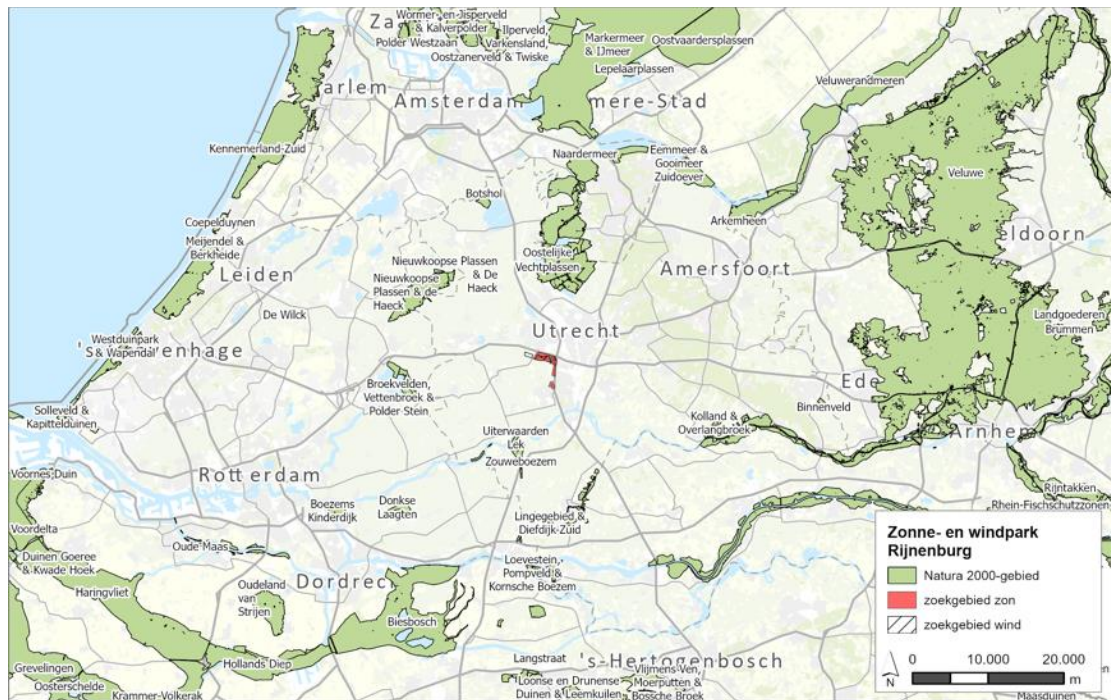 Za
Wormer- en Jisperveld
& Kalverpolder
Polder Westzaan
Ilperveld,
Varkensland,
Oostzanerveld & Twiske
Markermeer
& IJmeer
Oostvaardersplassen
Lepelaarplassen
Veluwerandmeren
arlem
Amsterdam
mere-Stad
Kennemerland-Zuid
Naardermeer
Eemmeer &
Gooimeer
Zuidoever
Veluwe
Botshol
Arkemheen
Coepelduynen
Meijendel &
Berkheide
eldoorn
Leiden
Nieuwkoopse Plassen
& De
Haeck
Nieuwkoopse
Plassen & de
Haeck
Oostelijke
Vechtplassen
Amersfoort
De Wilck
Landgoederen
Brummen
Utrecht
Westduinpark
& Wapendal
's
venhage
Broekvelden,
Vettenbroek &
Polder Stein
Ede
Binnenveld
Solleveld &
Kapittelduinen
Kolland &
Overlangbroek
Arnhem
Uiterwaarden
Lek
Zouweboezem
Rotterdam
Voornes Duin
Rijntakken
Rhein-Fischschutzzonen
Boezems
Kinderdijk
Donkse
Laagten
Lingegebied &
Diefdijk-Zuid
Voordelta
Oude Maas
Duinen Goeree
& Kwade Hoek
Loevestein,
Pompveld &
Kornsche Boezem
Haringvliet
Dordrec
Oudeland
van
Strijen
Biesbosch
Hollands Diep
Langstraat
's-Hertogenbosch
Grevelingen
Oosterschelde
Krammer-Volkerak
Loonse en Drunense
Duinen & Leemkuilen
Vlijmens Ven,
Moerputten &
Bossche Broek
Maasduinen
Zonne- en windpark
Rijnenburg
Natura 2000-gebied
zoekgebied zon
zoekgebied wind
N
0 10.000 20.000
m